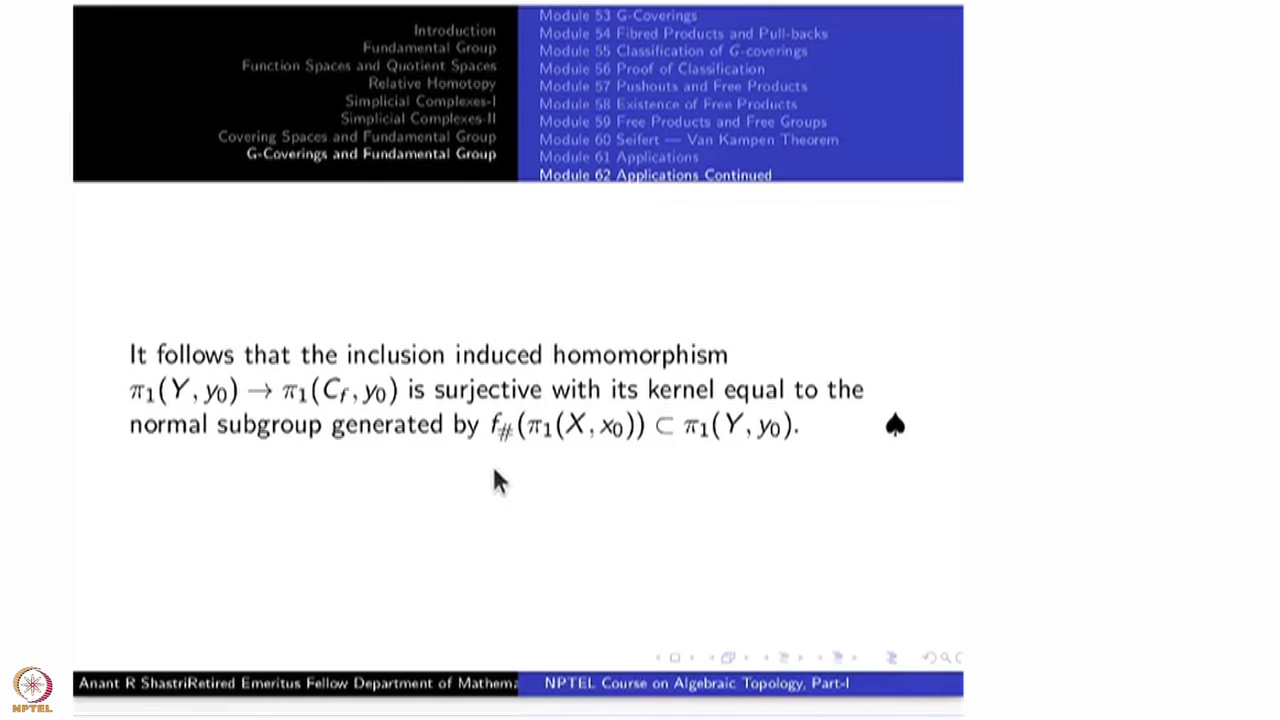 Introduction
Fundamental Group
Function Spaces and Quotient Spaces
Relative Homotopy
Simplicial Complexes-I
Simplicial Complexes-II
Covering Spaces and Fundamental Group
G-Coverings and Fundamental Group
Module 53 G-Coverings
Module 54 Fibred Products and Pull-backs
Module 55 Classification of G-coverings
Module 56 Proof of Classification
Module 57 Pushouts and Free Products
Module 58 Existence of Free Products
Module 59 Free Products and Free Groups
Module 60 Seifert — Van Kampen Theorem
Module 61 Applications
Module 62 Applications Continued
It follows that the inclusion induced homomorphism
π₁(Y, y₀) → π₁(C_f, y₀) is surjective with its kernel equal to the
normal subgroup generated by f_#(π₁(X, x₀)) ⊂ π₁(Y, y₀). ♠
Anant R ShastriRetired Emeritus Fellow Department of Mathema
NPTEL Course on Algebraic Topology, Part-I
NPTEL